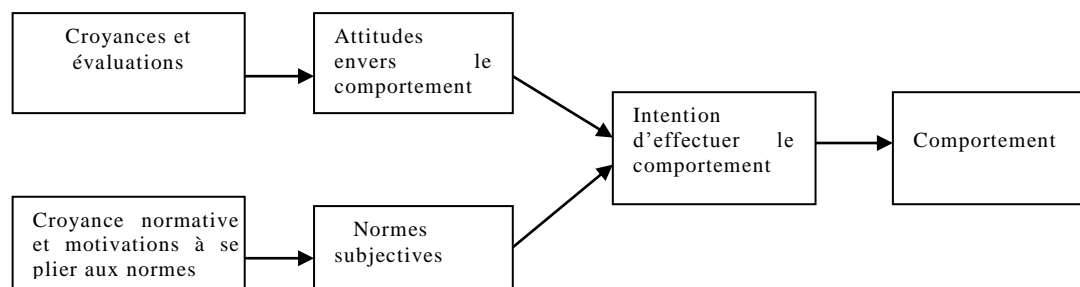 Croyances et
évaluations
Attitudes
envers le
comportement
Intention
d'effectuer le
comportement
Comportement
Croyance normative
et motivations à se
plier aux normes
Normes
subjectives